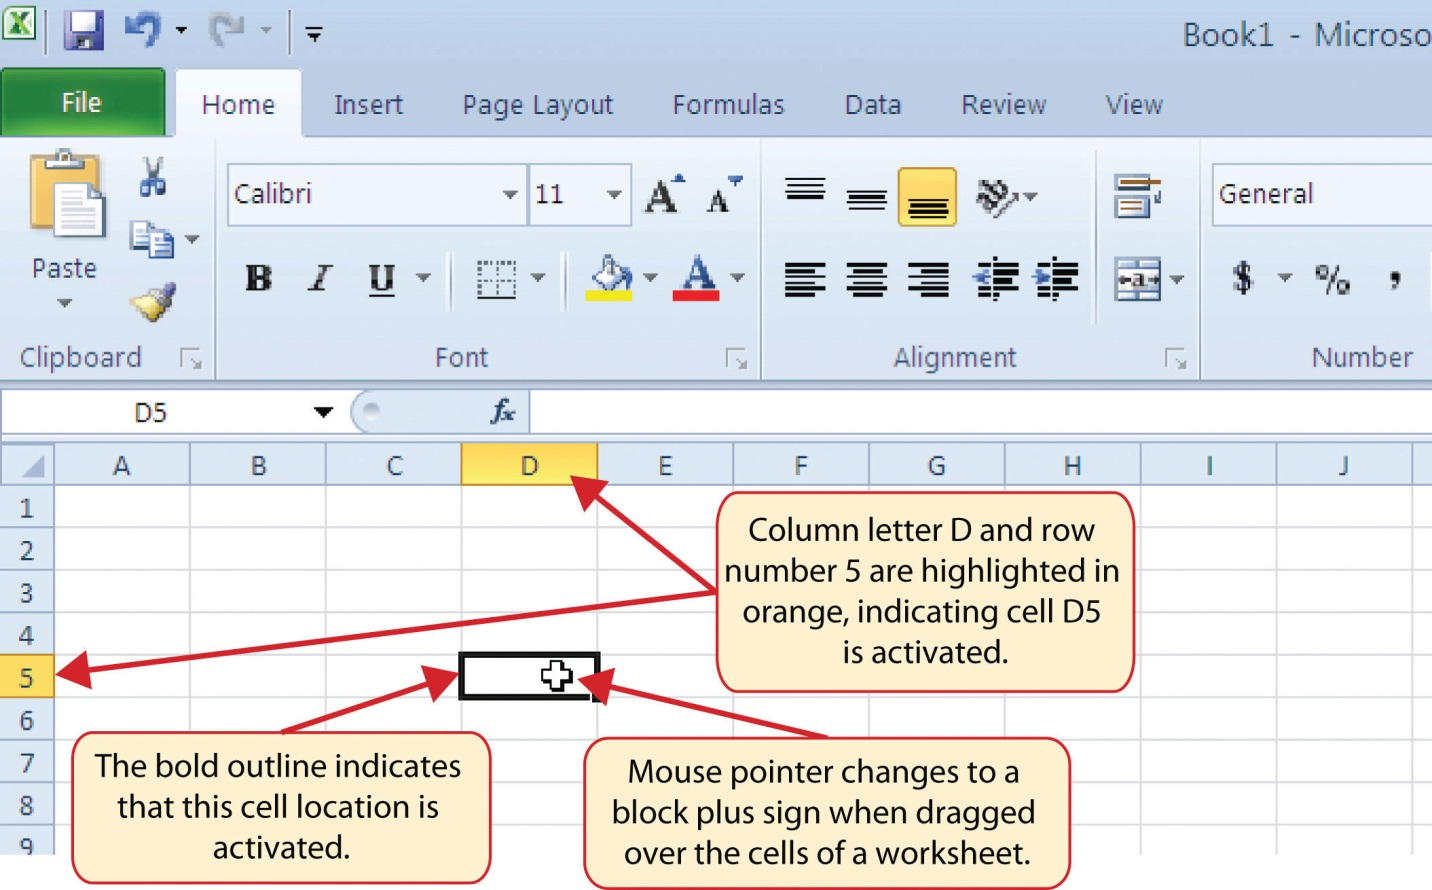 Book1 - Microso
File Home Insert Page Layout Formulas Data Review View
Calibri 11 A A General
Paste B I U A a $ % ,
Clipboard Font Alignment Number
D5 fx
A B C D E F G H I J
1
2
3
4
5
6
7
8
9
Column letter D and row
number 5 are highlighted in
orange, indicating cell D5
is activated.
The bold outline indicates
that this cell location is
activated.
Mouse pointer changes to a
block plus sign when dragged
over the cells of a worksheet.